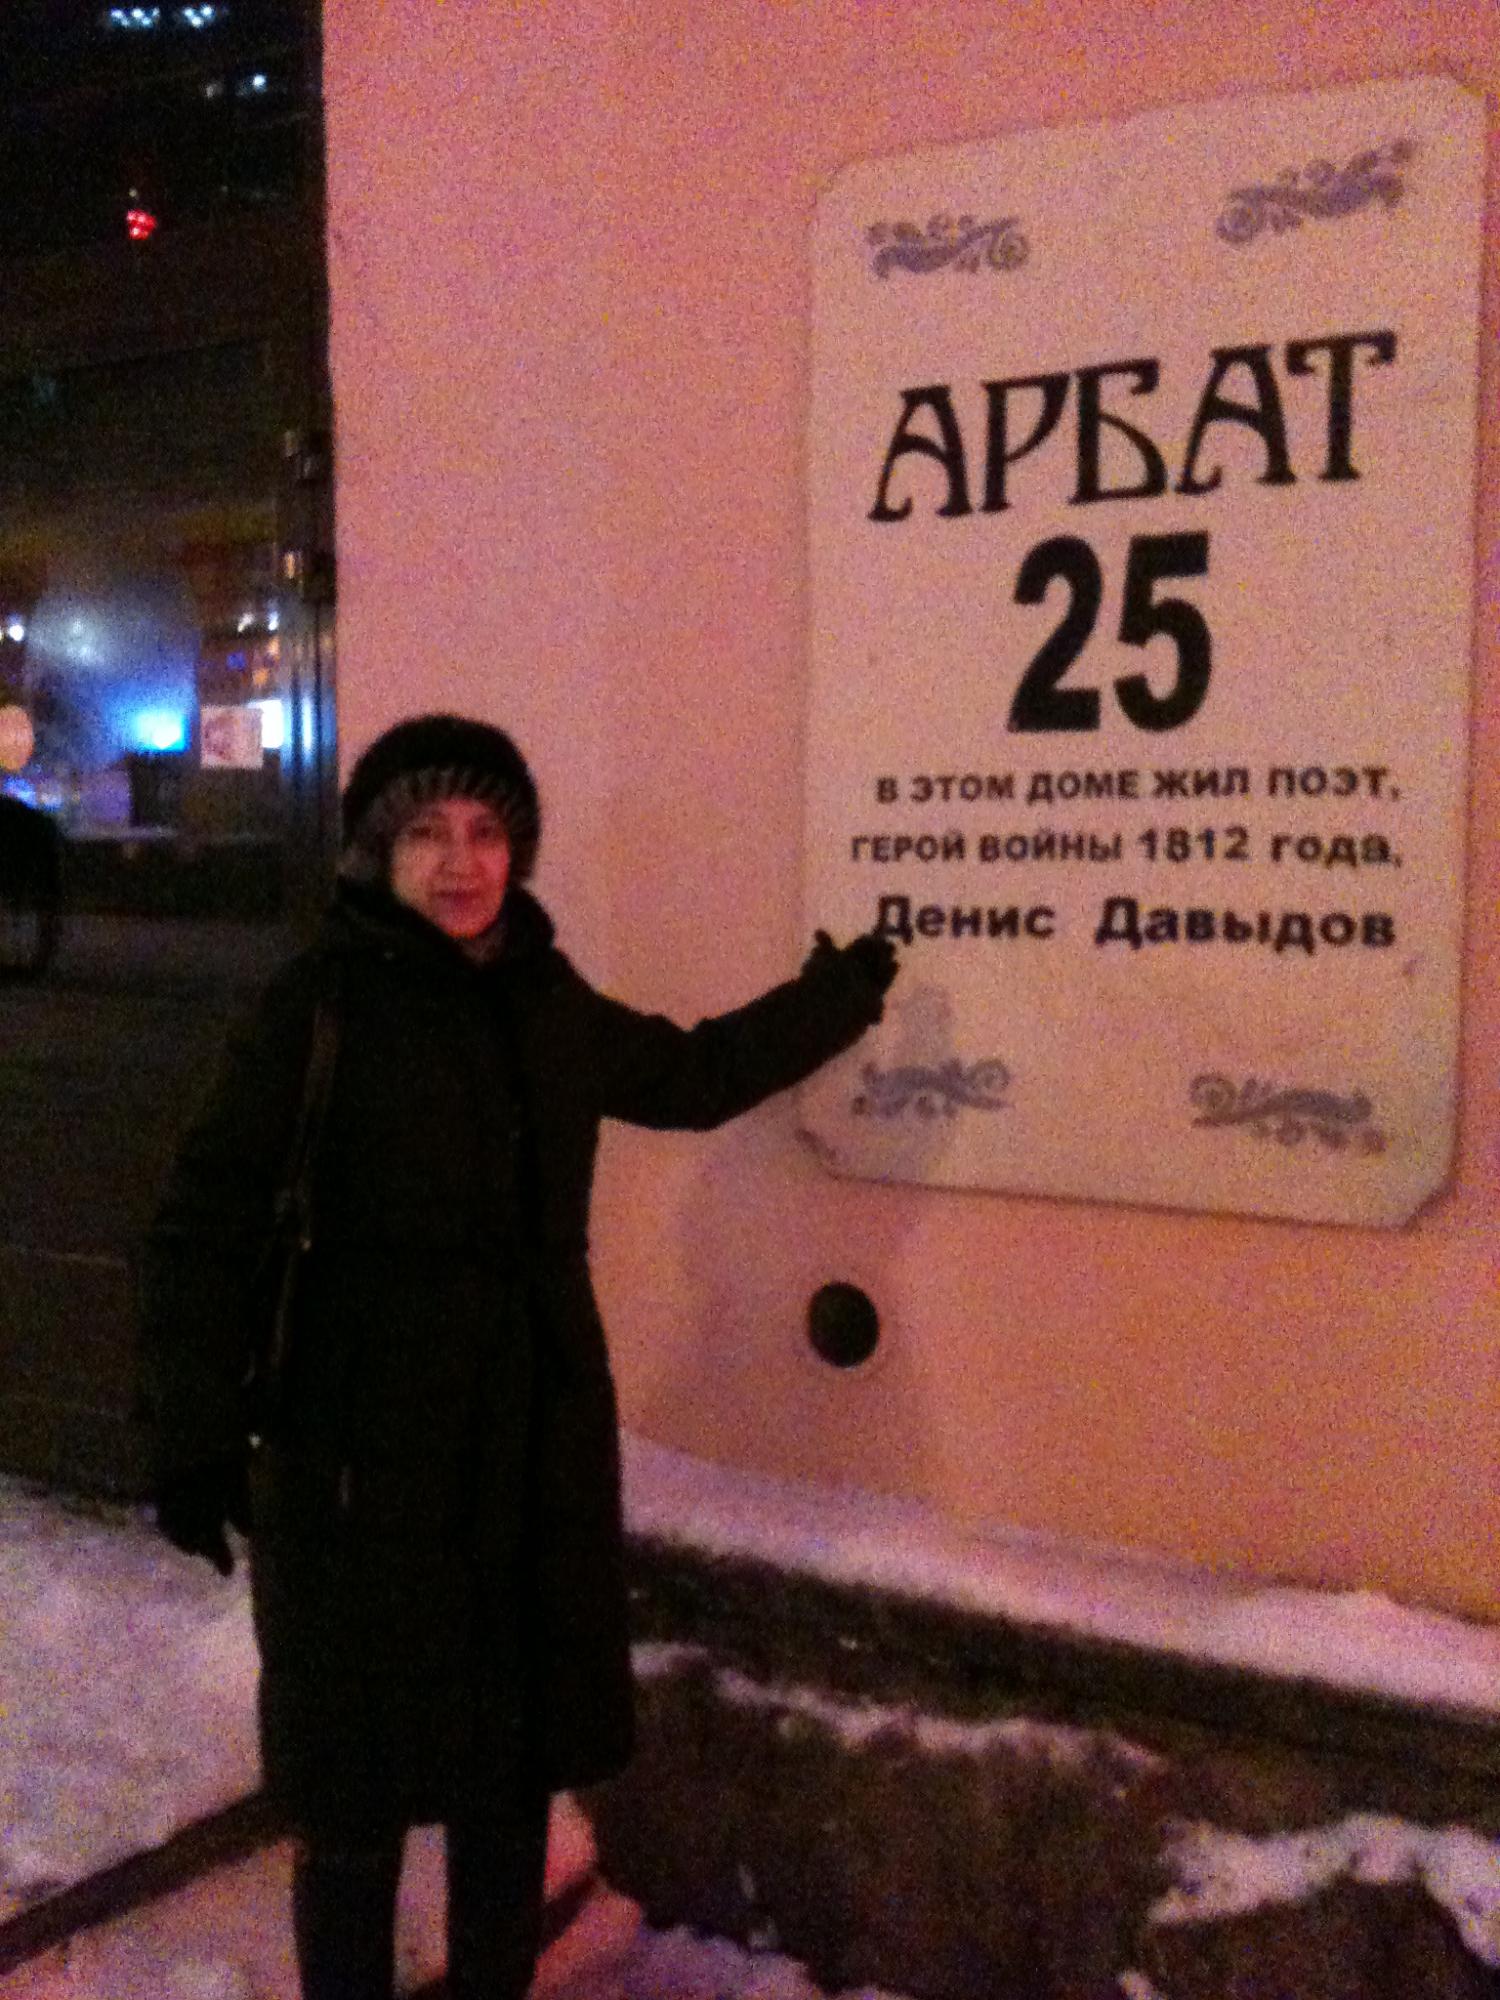 АРБАТ
25
В ЭТОМ ДОМЕ ЖИЛ ПОЭТ,
ГЕРОЙ ВОЙНЫ 1812 года,
Денис Давыдов